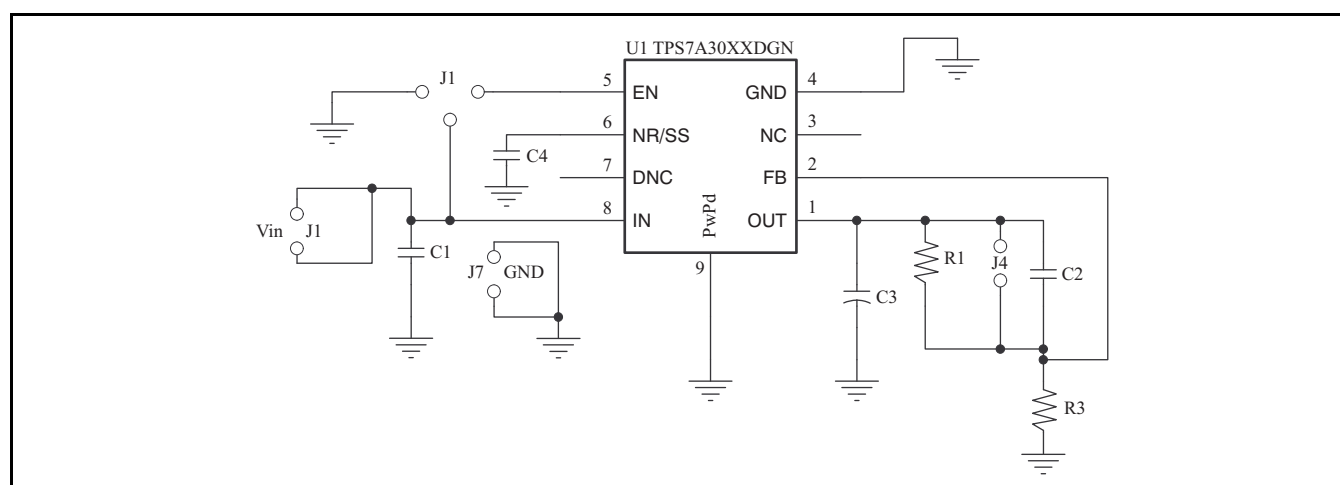 U1 TPS7A30XXDGN
J1
5
EN
GND
4
6
NR/SS
NC
3
C4
7
DNC
FB
2
Vin
J1
8
IN
PwPd
OUT
1
C1
J7
GND
9
R1
J4
C2
C3
R3